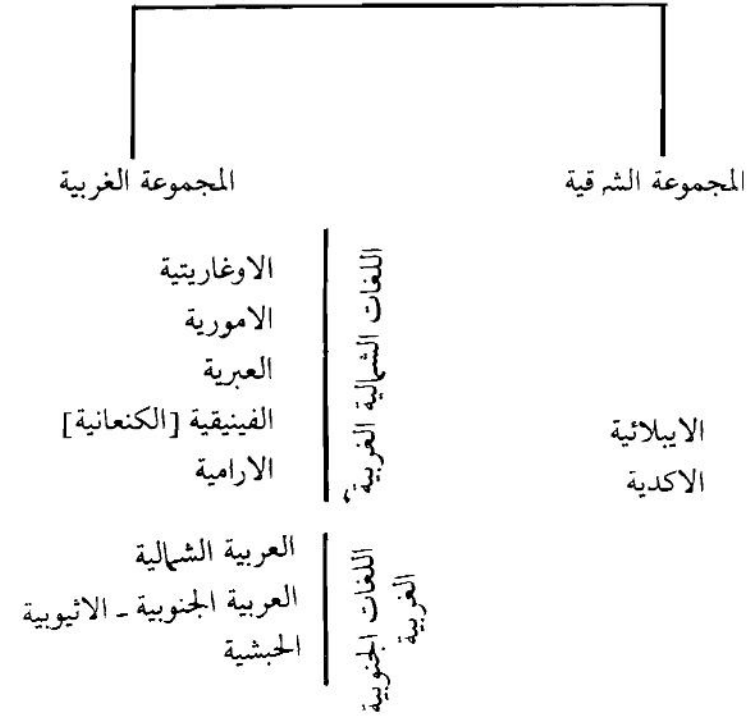 المجموعة الشرقية
الايبلائية
الاكدية
المجموعة الغربية
اللغات الشمالية الغربية
الاوغاريتية
الامورية
العبرية
الفينيقية [الكنعانية]
الارامية
اللغات الجنوبية
الغربية
العربية الشمالية
العربية الجنوبية ـ الاثيوبية
الحبشية